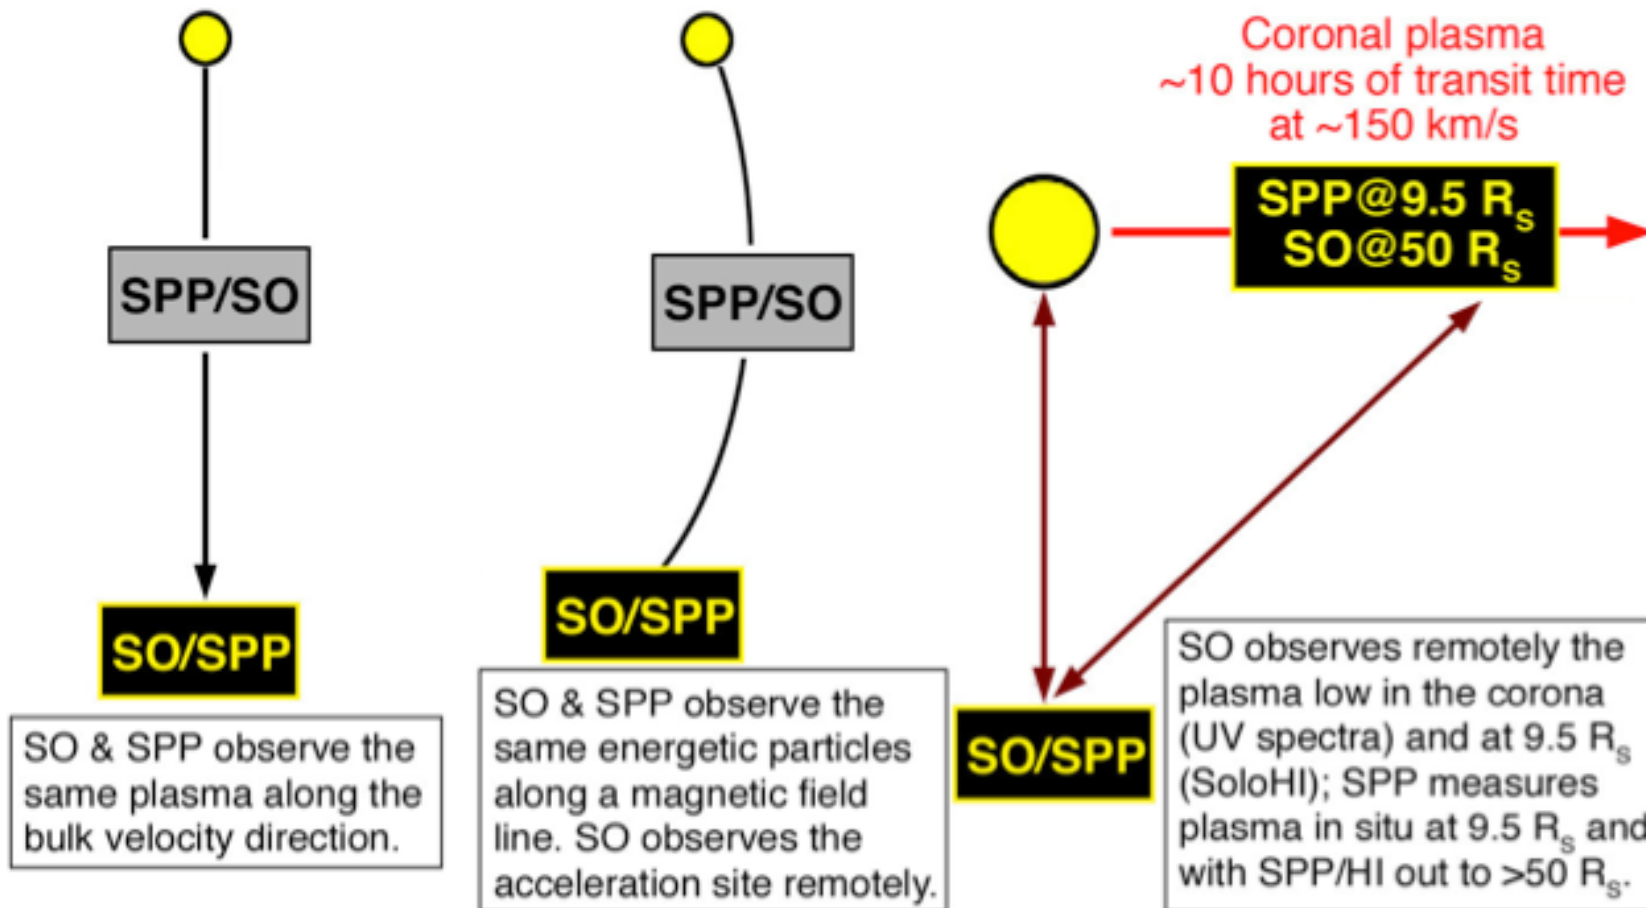 Coronal plasma
~10 hours of transit time
at ~150 km/s
SPP@9.5 Rs
SO@50 Rs
SPP/SO
SPP/SO
SO/SPP
SO/SPP
SO/SPP
SO & SPP observe the
same plasma along the
bulk velocity direction.
SO & SPP observe the
same energetic particles
along a magnetic field
line. SO observes the
acceleration site remotely.
SO observes remotely the
plasma low in the corona
(UV spectra) and at 9.5 Rs
(SoloHI); SPP measures
plasma in situ at 9.5 Rs and
with SPP/HI out to >50 Rs.